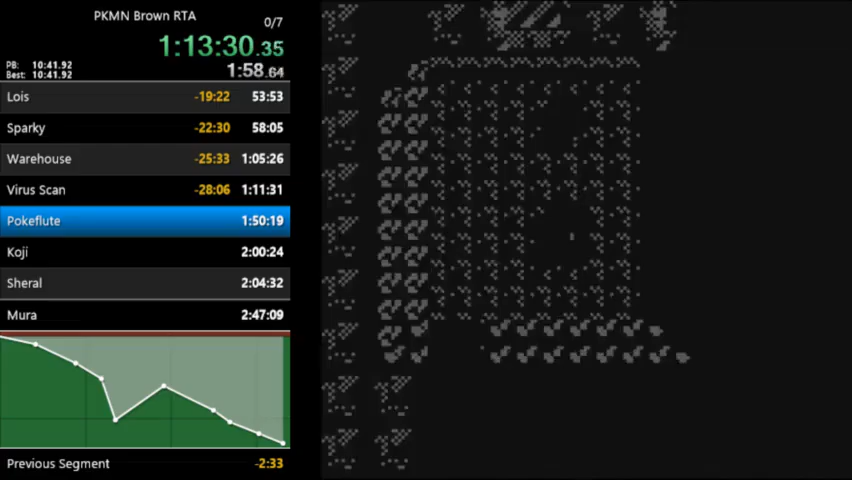 PKMN Brown RTA
0/7
1:13:30.35
PB: 10:41.92
Best: 10:41.92
1:58.64
Lois -19:22 53:53
Sparky -22:30 58:05
Warehouse -25:33 1:05:26
Virus Scan -28:06 1:11:31
Pokeflute 1:50:19
Koji 2:00:24
Sheral 2:04:32
Mura 2:47:09
Previous Segment -2:33